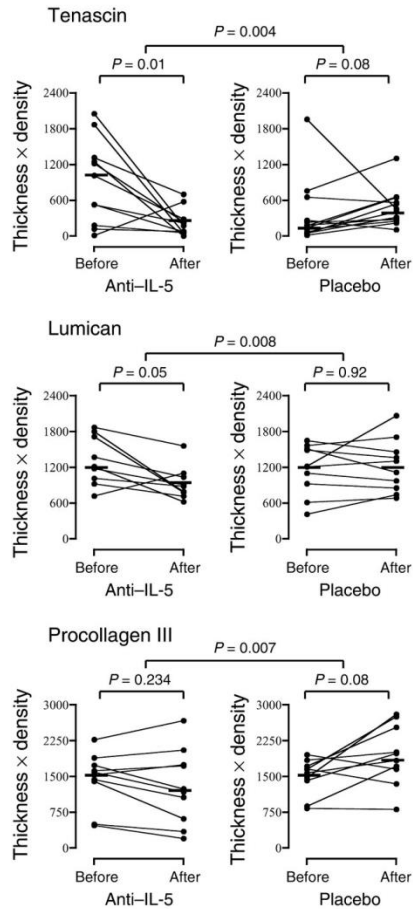 Tenascin
P = 0.004
P = 0.01
P = 0.08
Thickness × density
2400
1800
1200
600
0
Before
After
Anti–IL-5
Thickness × density
2400
1800
1200
600
0
Before
After
Placebo
Lumican
P = 0.008
P = 0.05
P = 0.92
Thickness × density
2400
1800
1200
600
0
Before
After
Anti–IL-5
Thickness × density
2400
1800
1200
600
0
Before
After
Placebo
Procollagen III
P = 0.007
P = 0.234
P = 0.08
Thickness × density
3000
2250
1500
750
0
Before
After
Anti–IL-5
Thickness × density
3000
2250
1500
750
0
Before
After
Placebo